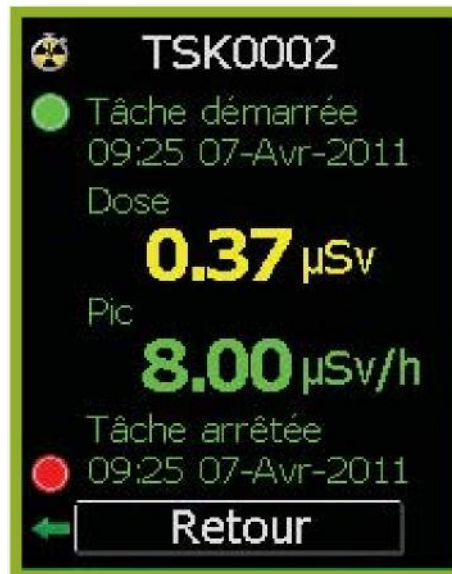 TSK0002
Tâche démarrée
09:25 07-Avr-2011
Dose
0.37 µSv
Pic
8.00 µSv/h
Tâche arrêtée
09:25 07-Avr-2011
Retour